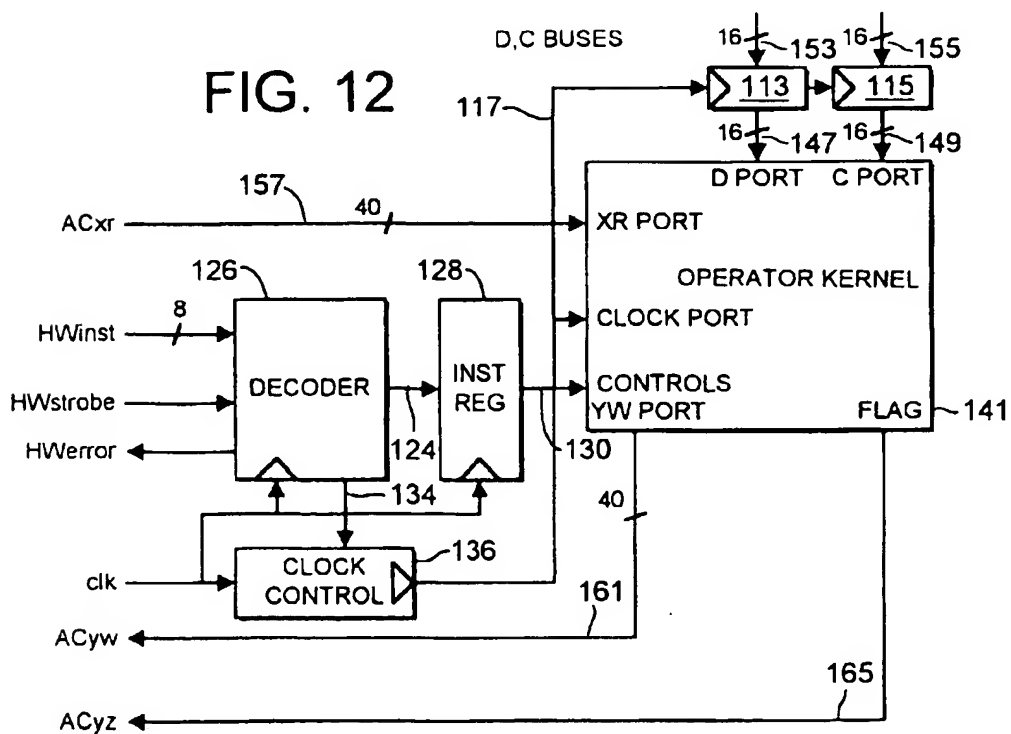 D,C BUSES
16 153 16 155
FIG. 12
117
113 115
16 147 16 149
D PORT C PORT
157
40
ACxr
XR PORT
126
128
OPERATOR KERNEL
8
HWinst
CLOCK PORT
DECODER
INST
REG
HWstrobe
CONTROLS
YW PORT
FLAG
141
HWerror
124
130
134
40
136
clk
CLOCK
CONTROL
161
ACyw
165
ACyz